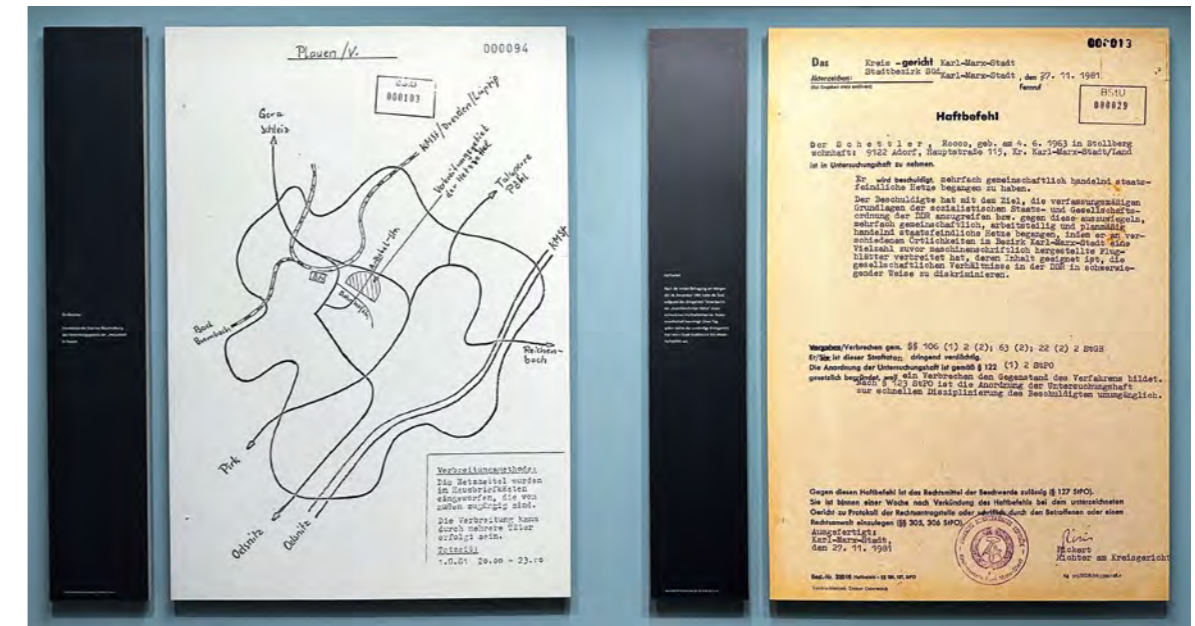 Plauen/V.
000094
BStU
000103
Gera
Schleiz
KMSt/Dresden/Leipzig
Verbreitungsgebiet
der Hetzzettel
Talsperre
Pöhl
KMSt.
Bad
Brambach
Reichen-
bach
Pirk
Oelsnitz
Oelsnitz
Verbreitungsmethode:
Die Hetzzettel wurden
in Hausbriefkästen
eingeworfen, die von
außen zugängig sind.
Die Verbreitung kann
durch mehrere Täter
erfolgt sein.
20.00 - 23.00
000013
Das Kreis-gericht Karl-Marx-Stadt
Stadtbezirk Süd Karl-Marx-Stadt, den 27. 11. 1981
Aktenzeichen: Fernruf
(Bei Eingaben stets anführen)
BStU
000029
Haftbefehl
Der Schettler, Rocco, geb. am 4. 6. 1963 in Stollberg
wohnhaft: 9122 Adorf, Hauptstraße 115, Kr. Karl-Marx-Stadt/Land
ist in Untersuchungshaft zu nehmen.
Er wird beschuldigt, mehrfach gemeinschaftlich handelnd staats-
feindliche Hetze begangen zu haben.
Der Beschuldigte hat mit dem Ziel, die verfassungsmäßigen
Grundlagen der sozialistischen Staats- und Gesellschafts-
ordnung der DDR anzugreifen bzw. gegen diese aufzuwiegeln,
mehrfach gemeinschaftlich, arbeitsteilig und planmäßig
handelnd staatsfeindliche Hetze begangen, indem er an ver-
schiedenen Örtlichkeiten im Bezirk Karl-Marx-Stadt eine
Vielzahl zuvor maschinenschriftlich hergestellte Flug-
blätter verbreitet hat, deren Inhalt geeignet ist, die
gesellschaftlichen Verhältnisse in der DDR in schwerwie-
gender Weise zu diskriminieren.
Vergehen/Verbrechen gem. §§ 106 (1) 2 (2); 63 (2); 22 (2) 2 StGB
Er/Sie ist dieser Straftaten dringend verdächtig.
Die Anordnung der Untersuchungshaft ist gemäß § 122 (1) 2 StPO
gesetzlich begründet, weil ein Verbrechen den Gegenstand des Verfahrens bildet.
Nach § 123 StPO ist die Anordnung der Untersuchungshaft
zur schnellen Disziplinierung des Beschuldigten unumgänglich.
Gegen diesen Haftbefehl ist das Rechtsmittel der Beschwerde zulässig (§ 127 StPO).
Sie ist binnen einer Woche nach Verkündung des Haftbefehls bei dem unterzeichneten
Gericht zu Protokoll der Rechtsantragstelle oder schriftlich durch den Betroffenen oder einen
Rechtsanwalt einzulegen (§§ 305, 306 StPO).
Ausgefertigt:
Karl-Marx-Stadt,
den 27. 11. 1981
Richter am Kreisgericht